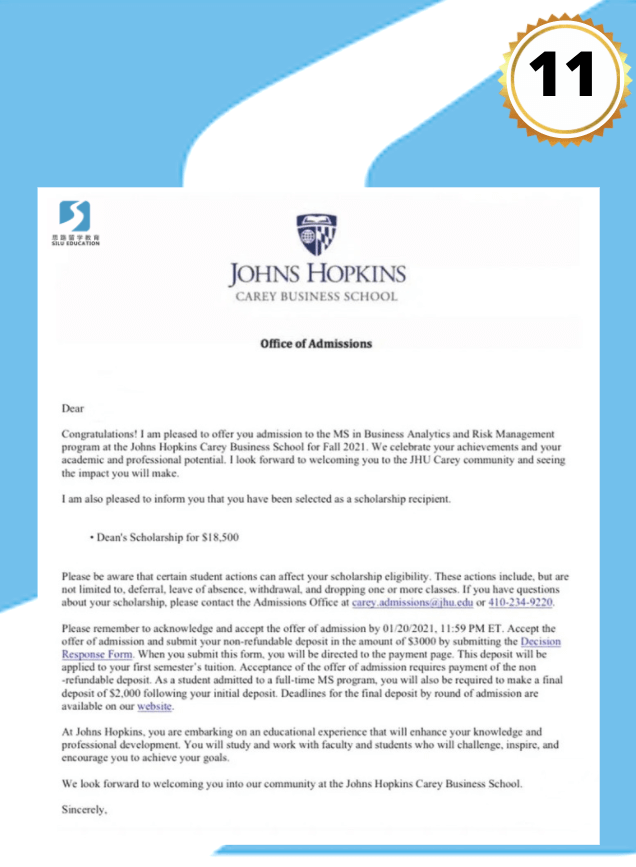 11
思路留学教育
SILU EDUCATION
JOHNS HOPKINS
CAREY BUSINESS SCHOOL
Office of Admissions
Dear
Congratulations! I am pleased to offer you admission to the MS in Business Analytics and Risk Management
program at the Johns Hopkins Carey Business School for Fall 2021. We celebrate your achievements and your
academic and professional potential. I look forward to welcoming you to the JHU Carey community and seeing
the impact you will make.
I am also pleased to inform you that you have been selected as a scholarship recipient.
• Dean's Scholarship for $18,500
Please be aware that certain student actions can affect your scholarship eligibility. These actions include, but are
not limited to, deferral, leave of absence, withdrawal, and dropping one or more classes. If you have questions
about your scholarship, please contact the Admissions Office at carey.admissions@jhu.edu or 410-234-9220.
Please remember to acknowledge and accept the offer of admission by 01/20/2021, 11:59 PM ET. Accept the
offer of admission and submit your non-refundable deposit in the amount of $3000 by submitting the Decision
Response Form. When you submit this form, you will be directed to the payment page. This deposit will be
applied to your first semester's tuition. Acceptance of the offer of admission requires payment of the non
-refundable deposit. As a student admitted to a full-time MS program, you will also be required to make a final
deposit of $2,000 following your initial deposit. Deadlines for the final deposit by round of admission are
available on our website.
At Johns Hopkins, you are embarking on an educational experience that will enhance your knowledge and
professional development. You will study and work with faculty and students who will challenge, inspire, and
encourage you to achieve your goals.
We look forward to welcoming you into our community at the Johns Hopkins Carey Business School.
Sincerely,